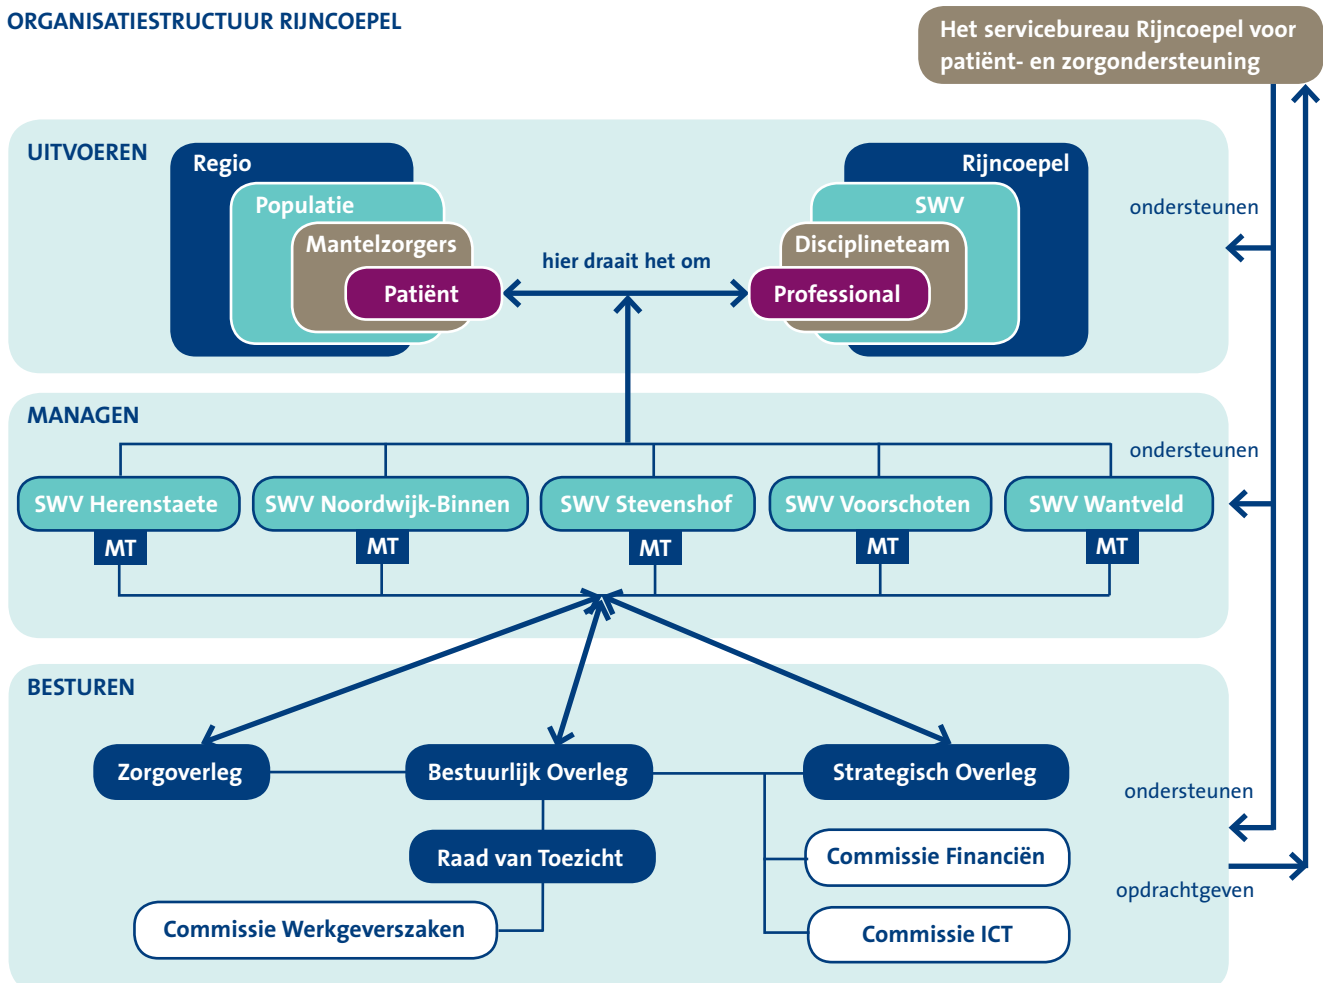 ORGANISATIESTRUCTUUR RIJNCOEPEL
Het servicebureau Rijncoepel voor
patiënt- en zorgondersteuning
UITVOEREN
Regio
Populatie
Mantelzorgers
Patiënt
hier draait het om
Rijncoepel
SWV
Disciplineteam
Professional
ondersteunen
MANAGEN
ondersteunen
SWV Herenstaete
SWV Noordwijk-Binnen
SWV Stevenshof
SWV Voorschoten
SWV Wantveld
MT
MT
MT
MT
MT
BESTUREN
Zorgoverleg
Bestuurlijk Overleg
Strategisch Overleg
ondersteunen
Raad van Toezicht
Commissie Financiën
opdrachtgeven
Commissie Werkgeverszaken
Commissie ICT